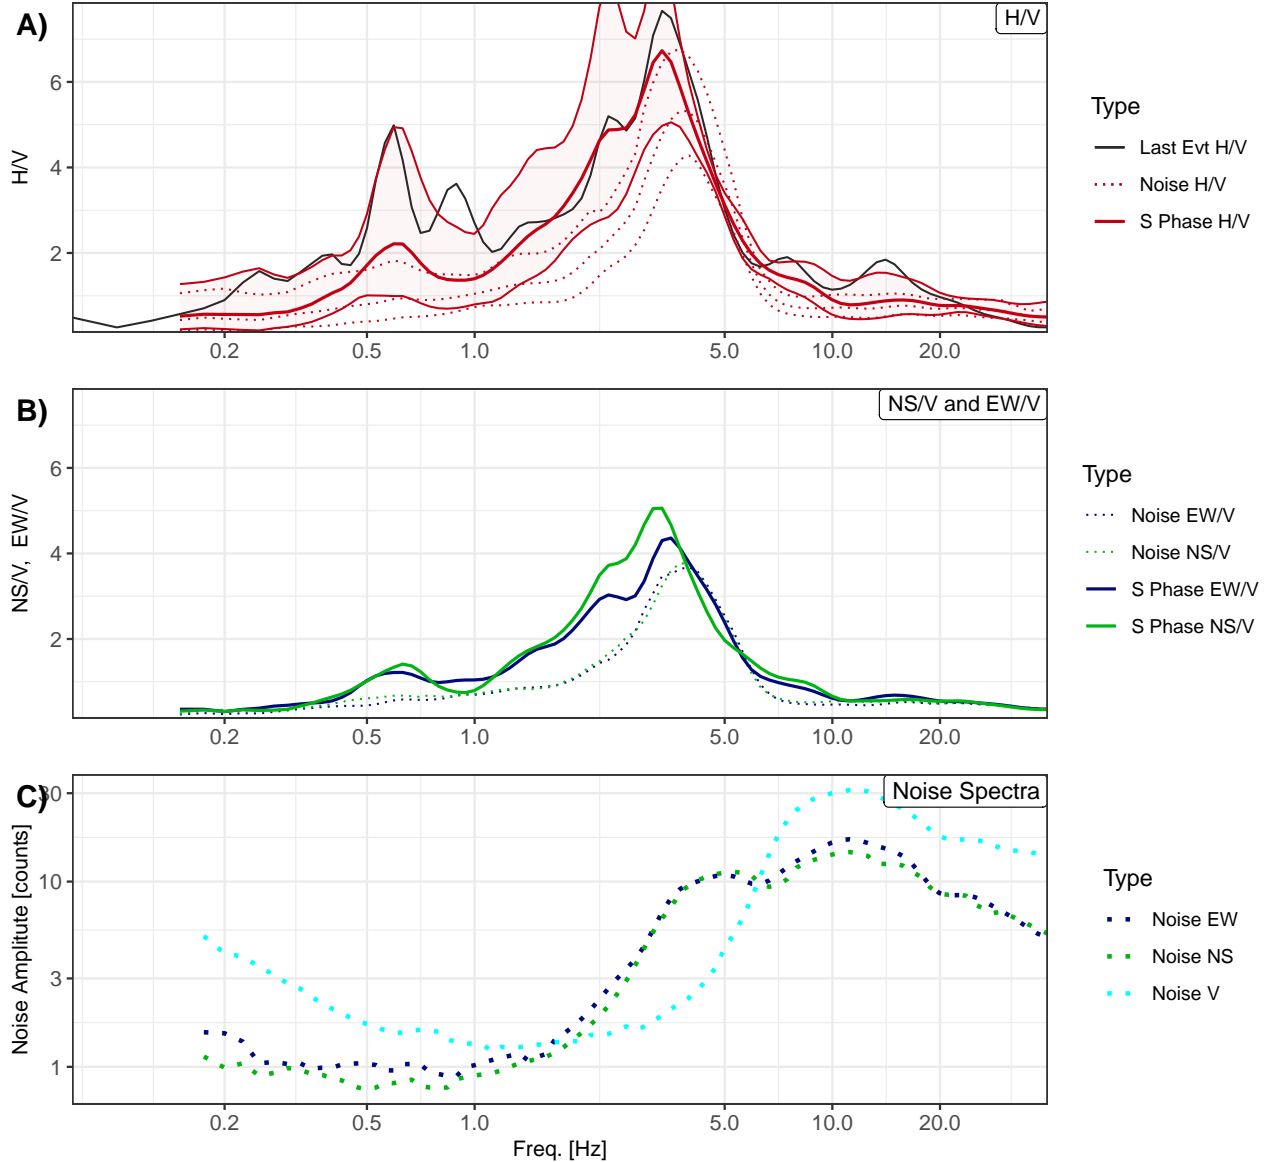 A)
H/V
H/V
6
4
2
0.2 0.5 1.0 5.0 10.0 20.0
Type
Last Evt H/V
Noise H/V
S Phase H/V
B)
NS/V and EW/V
NS/V, EW/V
6
4
2
0.2 0.5 1.0 5.0 10.0 20.0
Type
Noise EW/V
Noise NS/V
S Phase EW/V
S Phase NS/V
C)
Noise Spectra
Noise Amplitute [counts]
30
10
3
1
0.2 0.5 1.0 5.0 10.0 20.0
Freq. [Hz]
Type
Noise EW
Noise NS
Noise V